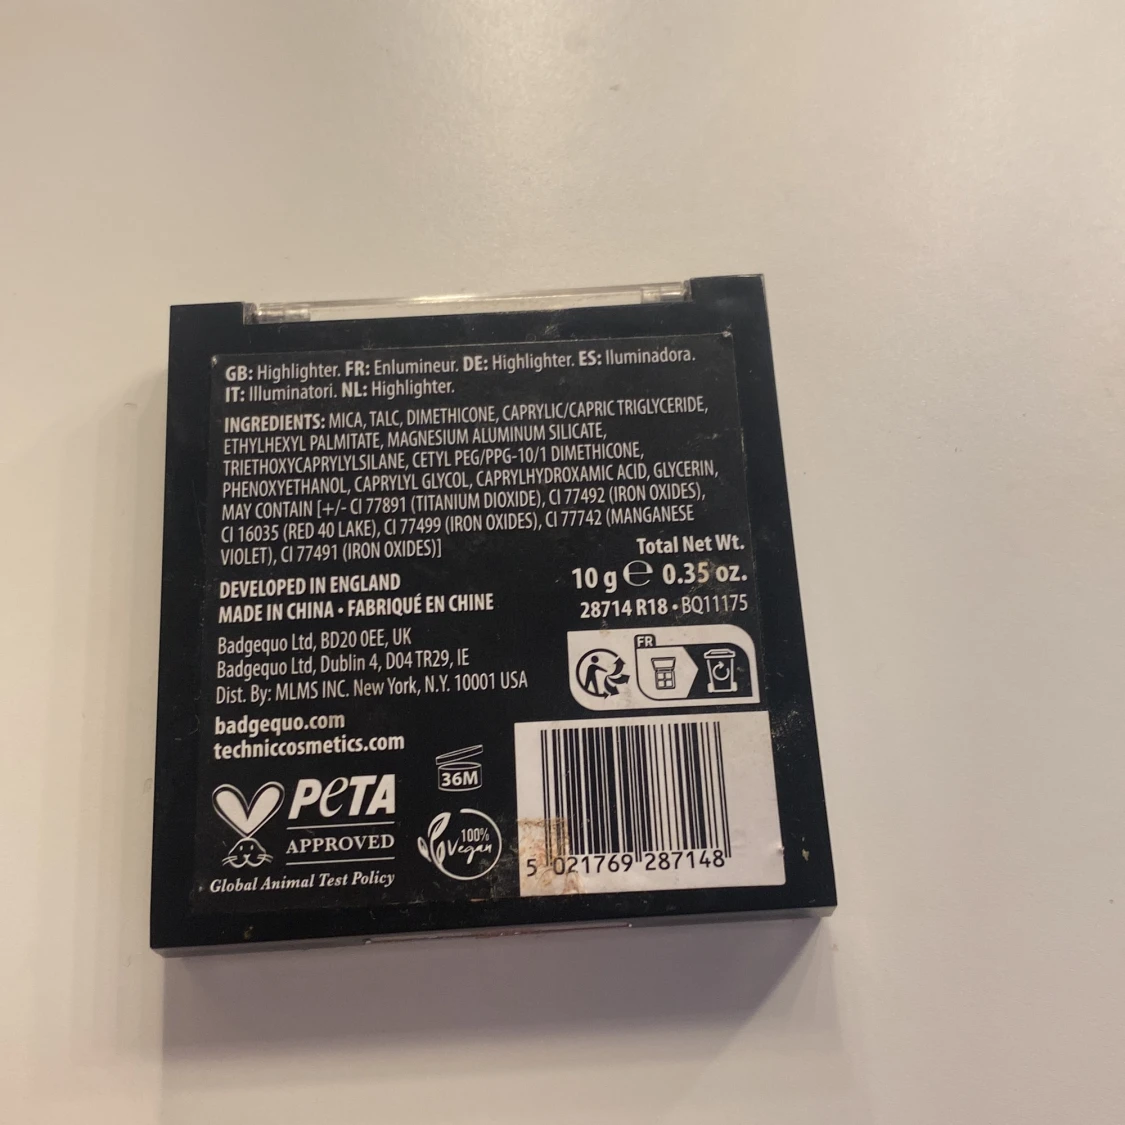 GB: Highlighter. FR: Enlumineur. DE: Highlighter. ES: Iluminadora.
IT: Illuminatori. NL: Highlighter.
INGREDIENTS: MICA, TALC, DIMETHICONE, CAPRYLIC/CAPRIC TRIGLYCERIDE,
ETHYLHEXYL PALMITATE, MAGNESIUM ALUMINUM SILICATE,
TRIETHOXYCAPRYLYLSILANE, CETYL PEG/PPG-10/1 DIMETHICONE,
PHENOXYETHANOL, CAPRYLYL GLYCOL, CAPRYLHYDROXAMIC ACID, GLYCERIN,
MAY CONTAIN [+/- CI 77891 (TITANIUM DIOXIDE), CI 77492 (IRON OXIDES),
CI 16035 (RED 40 LAKE), CI 77499 (IRON OXIDES), CI 77742 (MANGANESE
VIOLET), CI 77491 (IRON OXIDES)]
Total Net Wt.
10 g ℮ 0.35 oz.
28714 R18 • BQ11175
DEVELOPED IN ENGLAND
MADE IN CHINA • FABRIQUÉ EN CHINE
Badgequo Ltd, BD20 0EE, UK
Badgequo Ltd, Dublin 4, D04 TR29, IE
Dist. By: MLMS INC. New York, N.Y. 10001 USA
FR
badgequo.com
techniccosmetics.com
36M
PETA
APPROVED
Global Animal Test Policy
100%
Vegan
5 021769 287148